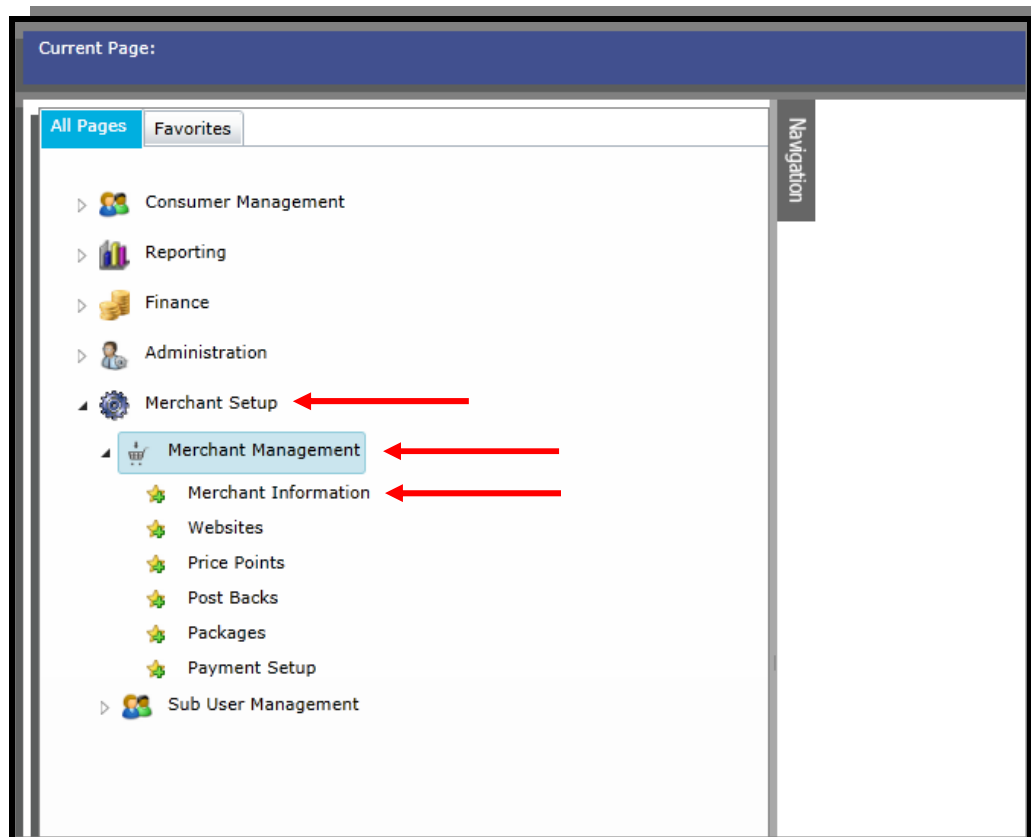 Current Page:
All Pages
Favorites
Navigation
Consumer Management
Reporting
Finance
Administration
Merchant Setup
Merchant Management
Merchant Information
Websites
Price Points
Post Backs
Packages
Payment Setup
Sub User Management